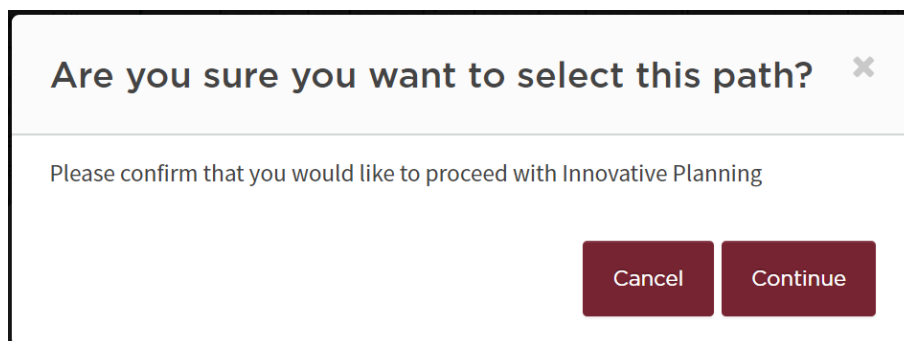 Are you sure you want to select this path?
Please confirm that you would like to proceed with Innovative Planning
Cancel
Continue